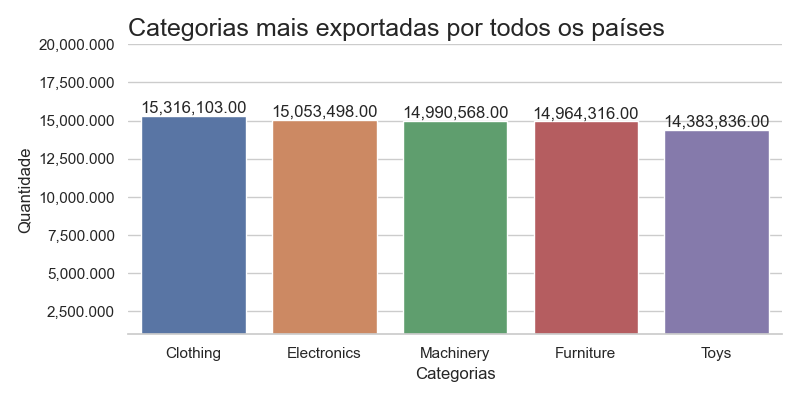 Categorias mais exportadas por todos os países
20,000.000
17,500.000
15,000.000
12,500.000
10,000.000
7,500.000
5,000.000
2,500.000
Quantidade
15,316,103.00
15,053,498.00
14,990,568.00
14,964,316.00
14,383,836.00
Clothing
Electronics
Machinery
Furniture
Toys
Categorias